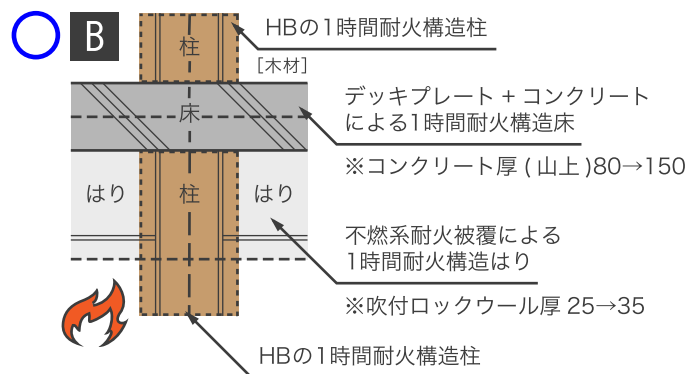 B
HBの1時間耐火構造柱
柱
［木材］
床
デッキプレート + コンクリート
による1時間耐火構造床
※コンクリート厚 ( 山上 )80→150
はり
柱
はり
不燃系耐火被覆による
1時間耐火構造はり
※吹付ロックウール厚 25→35
HBの1時間耐火構造柱